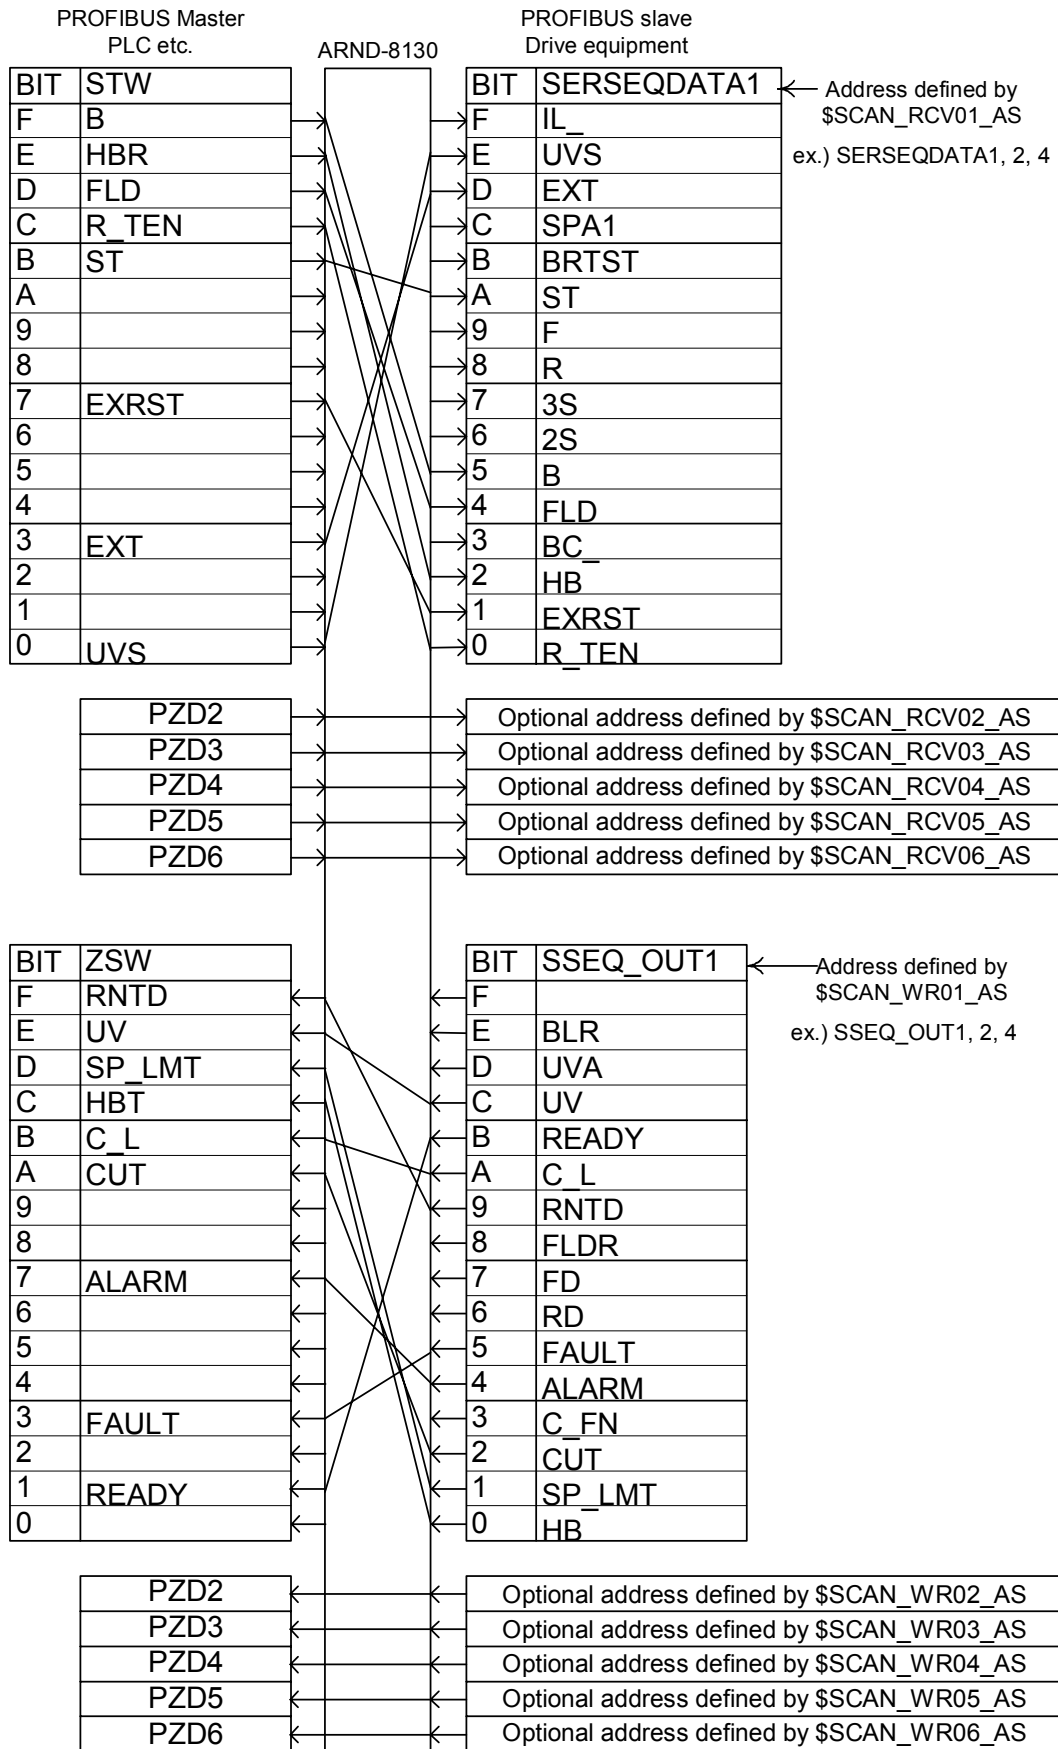 PROFIBUS Master
PLC etc.
ARND-8130
PROFIBUS slave
Drive equipment
BIT STW
F B
E HBR
D FLD
C R_TEN
B ST
A
9
8
7 EXRST
6
5
4
3 EXT
2
1
0 UVS
BIT SERSEQDATA1
F IL_
E UVS
D EXT
C SPA1
B BRTST
A ST
9 F
8 R
7 3S
6 2S
5 B
4 FLD
3 BC_
2 HB
1 EXRST
0 R_TEN
Address defined by
$SCAN_RCV01_AS
ex.) SERSEQDATA1, 2, 4
PZD2 Optional address defined by $SCAN_RCV02_AS
PZD3 Optional address defined by $SCAN_RCV03_AS
PZD4 Optional address defined by $SCAN_RCV04_AS
PZD5 Optional address defined by $SCAN_RCV05_AS
PZD6 Optional address defined by $SCAN_RCV06_AS
BIT ZSW
F RNTD
E UV
D SP_LMT
C HBT
B C_L
A CUT
9
8
7 ALARM
6
5
4
3 FAULT
2
1 READY
0
BIT SSEQ_OUT1
F
E BLR
D UVA
C UV
B READY
A C_L
9 RNTD
8 FLDR
7 FD
6 RD
5 FAULT
4 ALARM
3 C_FN
2 CUT
1 SP_LMT
0 HB
Address defined by
$SCAN_WR01_AS
ex.) SSEQ_OUT1, 2, 4
PZD2 Optional address defined by $SCAN_WR02_AS
PZD3 Optional address defined by $SCAN_WR03_AS
PZD4 Optional address defined by $SCAN_WR04_AS
PZD5 Optional address defined by $SCAN_WR05_AS
PZD6 Optional address defined by $SCAN_WR06_AS